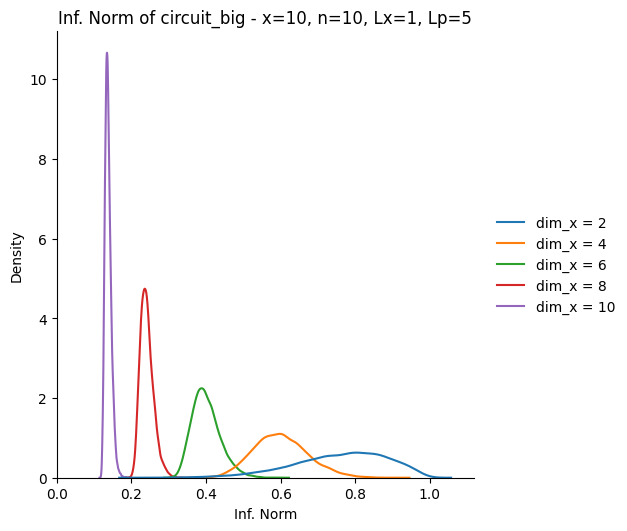 Inf. Norm of circuit_big - x=10, n=10, Lx=1, Lp=5
Density
10
8
6
4
2
0
0.0 0.2 0.4 0.6 0.8 1.0
Inf. Norm
dim_x = 2
dim_x = 4
dim_x = 6
dim_x = 8
dim_x = 10